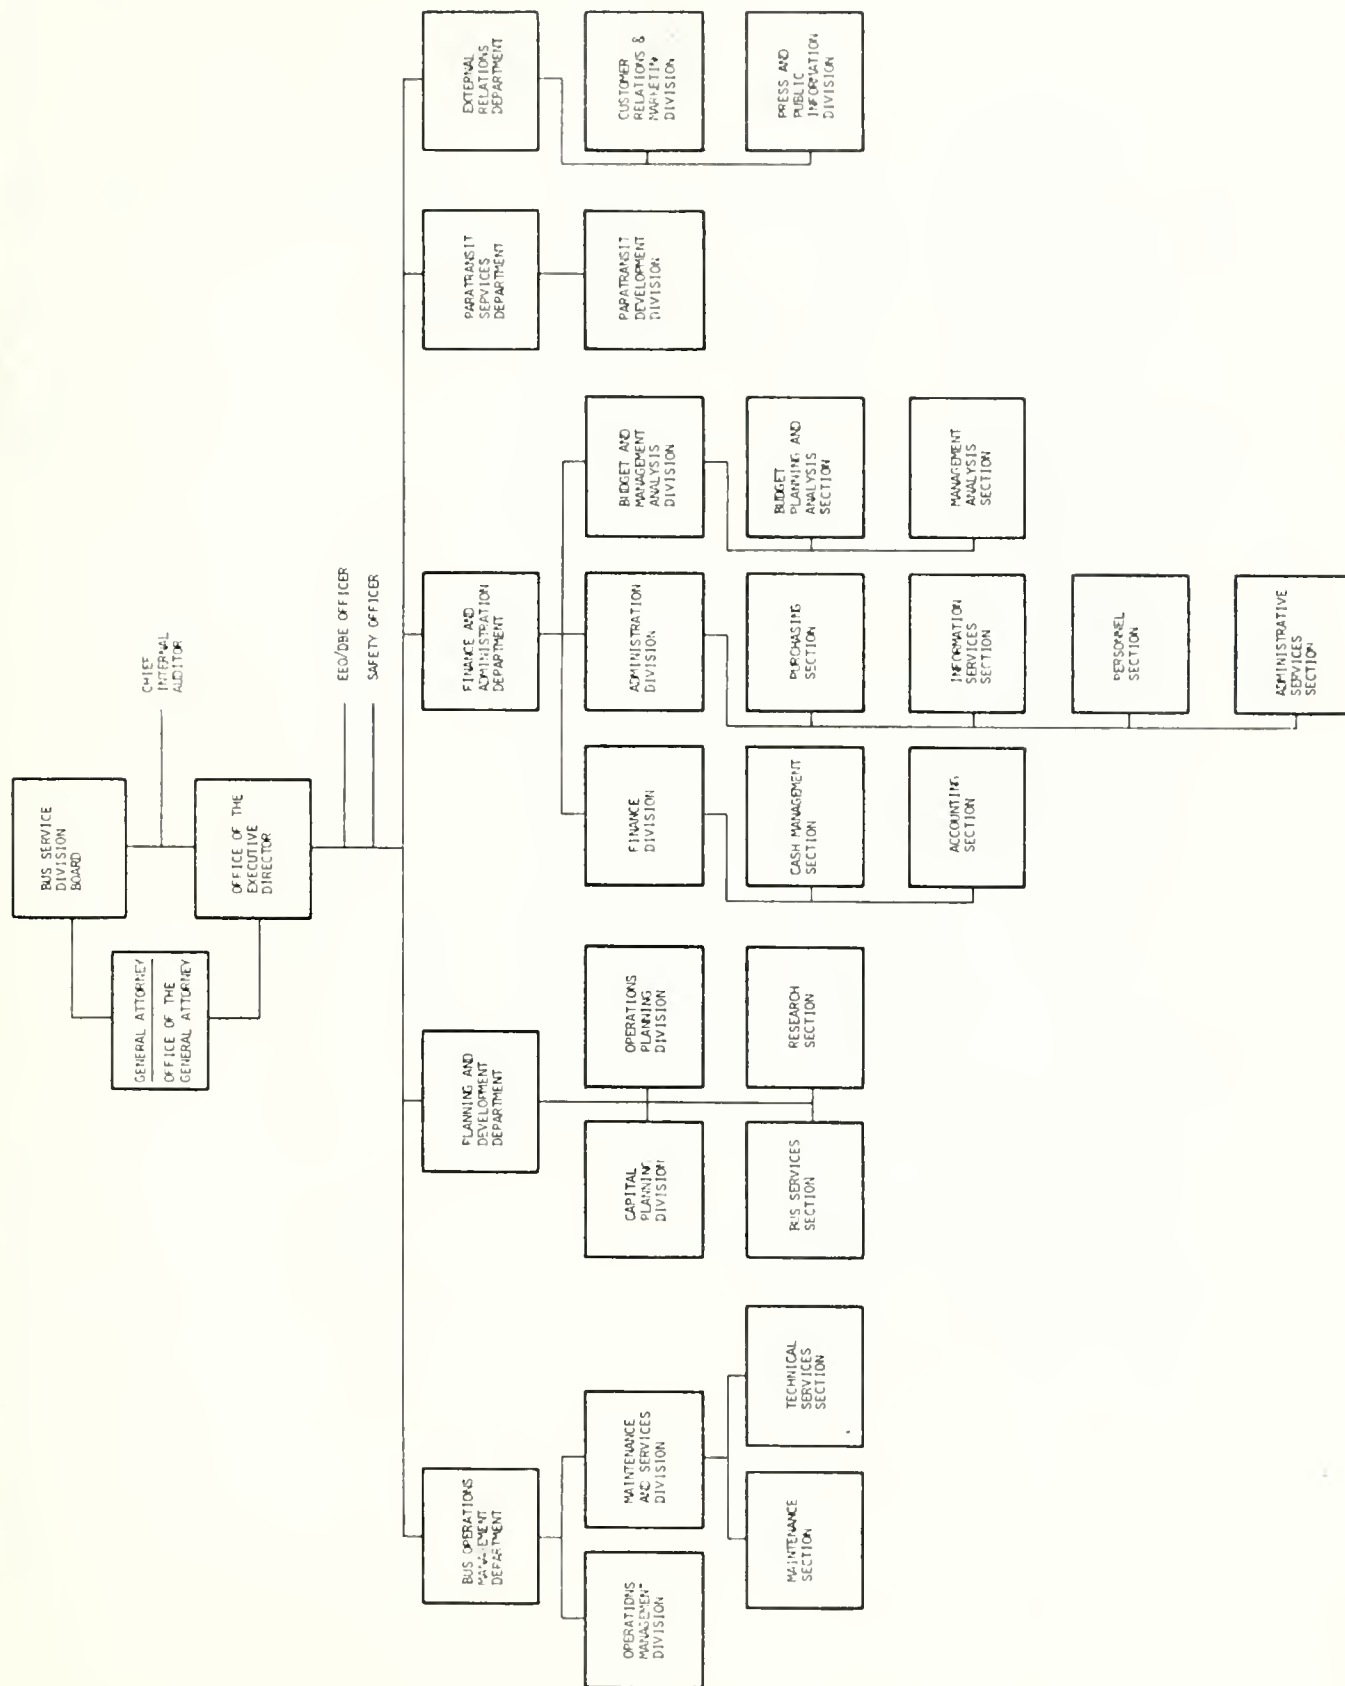 BUS SERVICE
DIVISION
BOARD
GENERAL ATTORNEY
OFFICE OF THE
GENERAL ATTORNEY
CHIEF
INTERNAL
AUDITOR
OFFICE OF THE
EXECUTIVE
DIRECTOR
EEO/DBE OFFICER
SAFETY OFFICER
BUS OPERATIONS
MANAGEMENT
DEPARTMENT
PLANNING AND
DEVELOPMENT
DEPARTMENT
FINANCE AND
ADMINISTRATION
DEPARTMENT
PARATRANSIT
SERVICES
DEPARTMENT
EXTERNAL
RELATIONS
DEPARTMENT
OPERATIONS
MANAGEMENT
DIVISION
MAINTENANCE
AND SERVICES
DIVISION
CAPITAL
PLANNING
DIVISION
OPERATIONS
PLANNING
DIVISION
FINANCE
DIVISION
ADMINISTRATION
DIVISION
BUDGET AND
MANAGEMENT
ANALYSIS
DIVISION
PARATRANSIT
DEVELOPMENT
DIVISION
CUSTOMER
RELATIONS &
MARKETIN
DIVISION
MAINTENANCE
SECTION
TECHNICAL
SERVICES
SECTION
BUS SERVICES
SECTION
RESEARCH
SECTION
CASH MANAGEMENT
SECTION
PURCHASING
SECTION
BUDGET
PLANNING AND
ANALYSIS
SECTION
PRESS AND
PUBLIC
INFORMATION
DIVISION
ACCOUNTING
SECTION
INFORMATION
SERVICES
SECTION
MANAGEMENT
ANALYSIS
SECTION
PERSONNEL
SECTION
ADMINISTRATIVE
SERVICES
SECTION